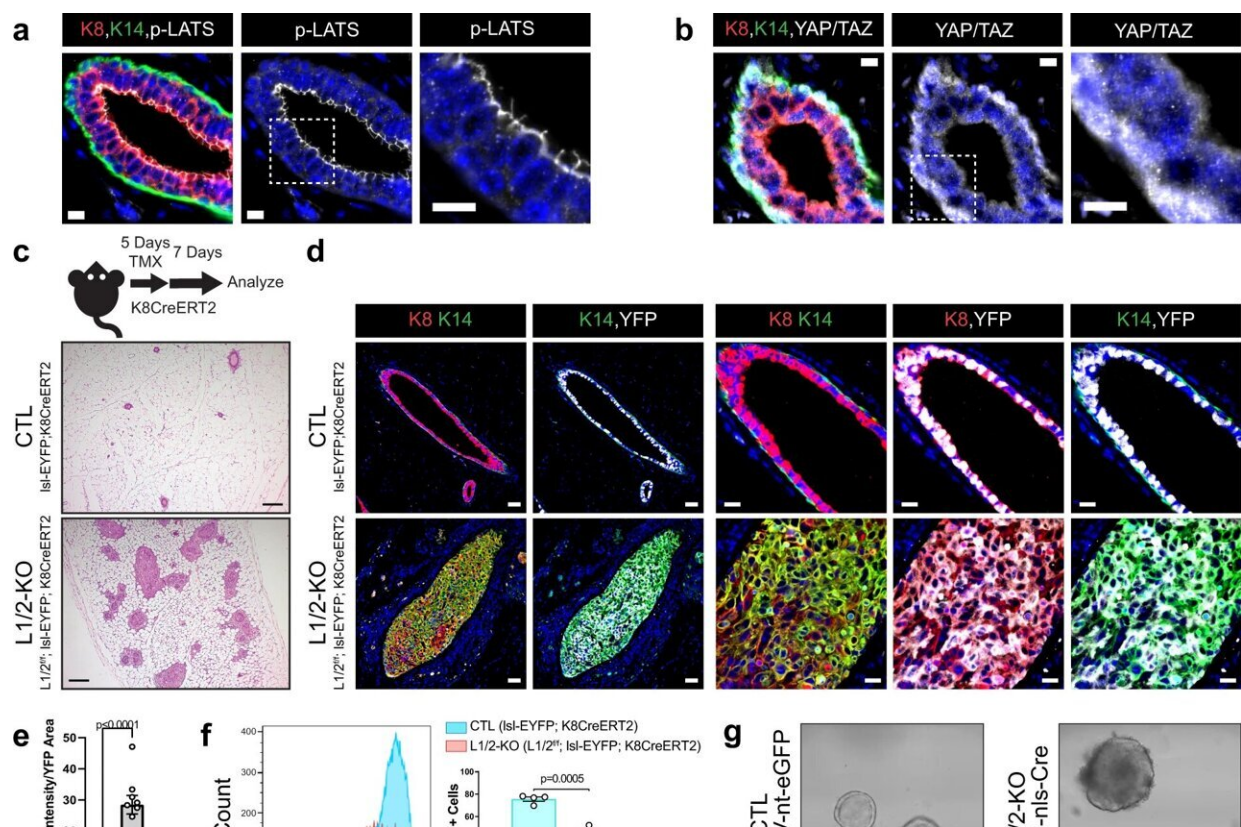 a
K8,K14,p-LATS
p-LATS
p-LATS
b
K8,K14,YAP/TAZ
YAP/TAZ
YAP/TAZ
c
5 Days
TMX
7 Days
Analyze
K8CreERT2
CTL
lsl-EYFP;K8CreERT2
L1/2-KO
L1/2f/f; lsl-EYFP; K8CreERT2
d
K8 K14
K14,YFP
K8 K14
K8,YFP
K14,YFP
CTL
lsl-EYFP;K8CreERT2
L1/2-KO
L1/2f/f; lsl-EYFP; K8CreERT2
e
p<0.0001
ntensity/YFP Area
50
40
30
f
Count
400
300
200
CTL (lsl-EYFP; K8CreERT2)
L1/2-KO (L1/2f/f; lsl-EYFP; K8CreERT2)
+ Cells
100
80
60
p=0.0005
g
CTL
/-nt-eGFP
/2-KO
-nls-Cre